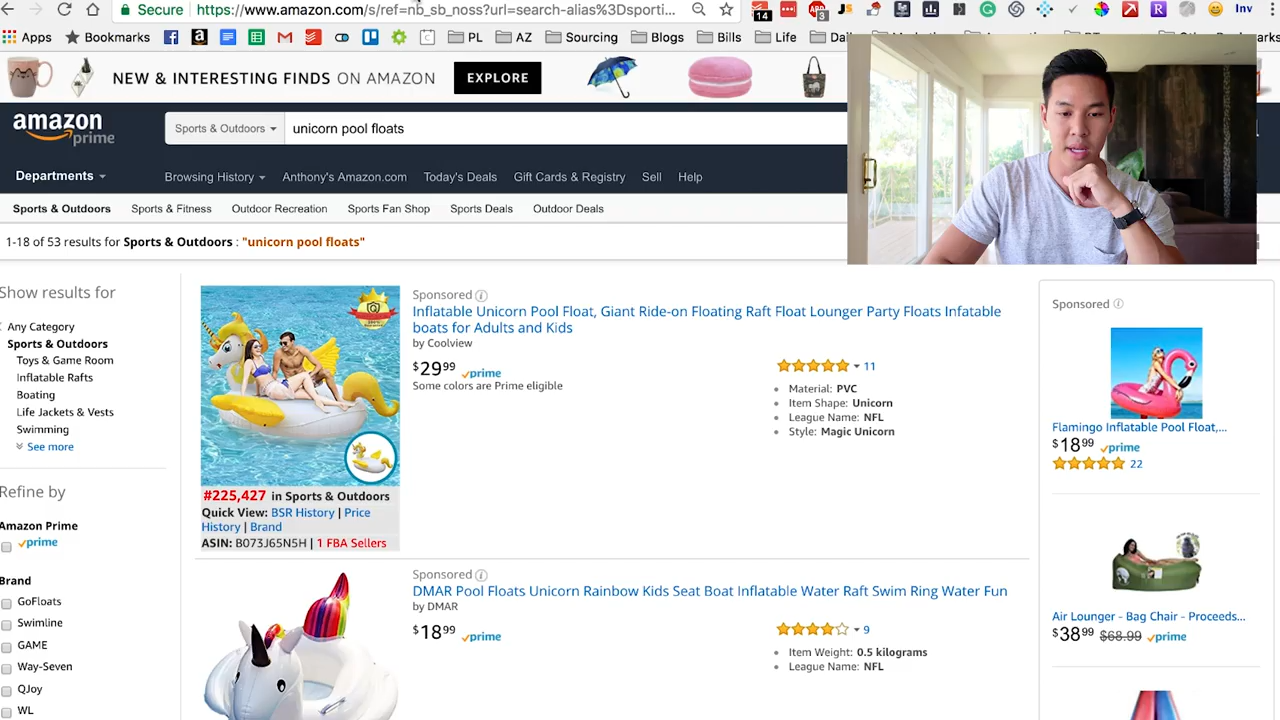 Secure https://www.amazon.com/s/ref=nb_sb_noss?url=search-alias%3Dsporti...
14
3
JS
R
Inv
Apps Bookmarks PL AZ Sourcing Blogs Bills Life
NEW & INTERESTING FINDS ON AMAZON EXPLORE
amazon prime
Sports & Outdoors unicorn pool floats
Departments Browsing History Anthony's Amazon.com Today's Deals Gift Cards & Registry Sell Help
Sports & Outdoors Sports & Fitness Outdoor Recreation Sports Fan Shop Sports Deals Outdoor Deals
1-18 of 53 results for Sports & Outdoors : "unicorn pool floats"
Show results for
Any Category
Sports & Outdoors
Toys & Game Room
Inflatable Rafts
Boating
Life Jackets & Vests
Swimming
See more
Refine by
Amazon Prime
prime
Brand
GoFloats
Swimline
GAME
Way-Seven
QJoy
WL
Sponsored
Inflatable Unicorn Pool Float, Giant Ride-on Floating Raft Float Lounger Party Floats Infatable
boats for Adults and Kids
by Coolview
$29 99 prime
Some colors are Prime eligible
11
Material: PVC
Item Shape: Unicorn
League Name: NFL
Style: Magic Unicorn
#225,427 in Sports & Outdoors
Quick View: BSR History | Price
History | Brand
ASIN: B073J65N5H | 1 FBA Sellers
Sponsored
DMAR Pool Floats Unicorn Rainbow Kids Seat Boat Inflatable Water Raft Swim Ring Water Fun
by DMAR
$18 99 prime
9
Item Weight: 0.5 kilograms
League Name: NFL
Sponsored
Flamingo Inflatable Pool Float,...
$18 99 prime
22
Air Lounger - Bag Chair - Proceeds...
$38 99 $68.99 prime